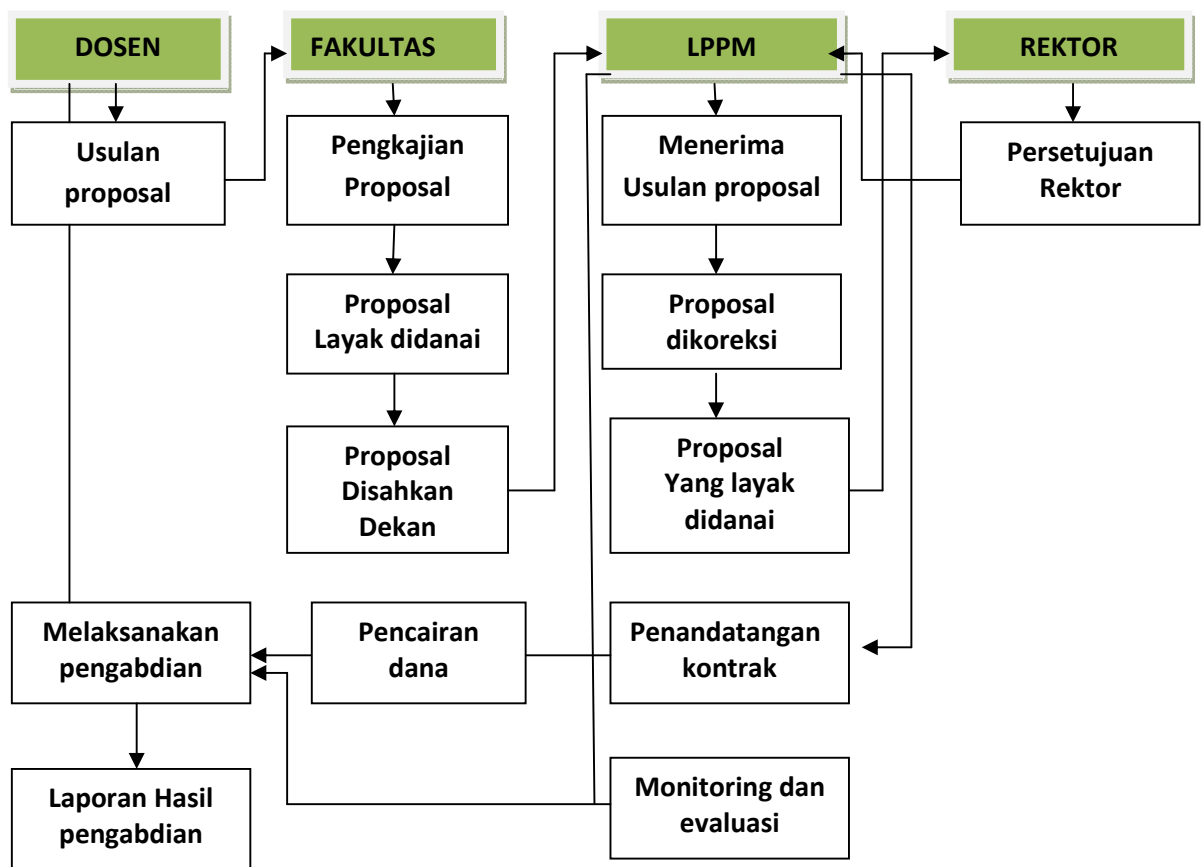 DOSEN
FAKULTAS
LPPM
REKTOR
Usulan
proposal
Pengkajian
Proposal
Menerima
Usulan proposal
Persetujuan
Rektor
Proposal
Layak didanai
Proposal
dikoreksi
Proposal
Disahkan
Dekan
Proposal
Yang layak
didanai
Melaksanakan
pengabdian
Pencairan
dana
Penandatangan
kontrak
Laporan Hasil
pengabdian
Monitoring dan
evaluasi